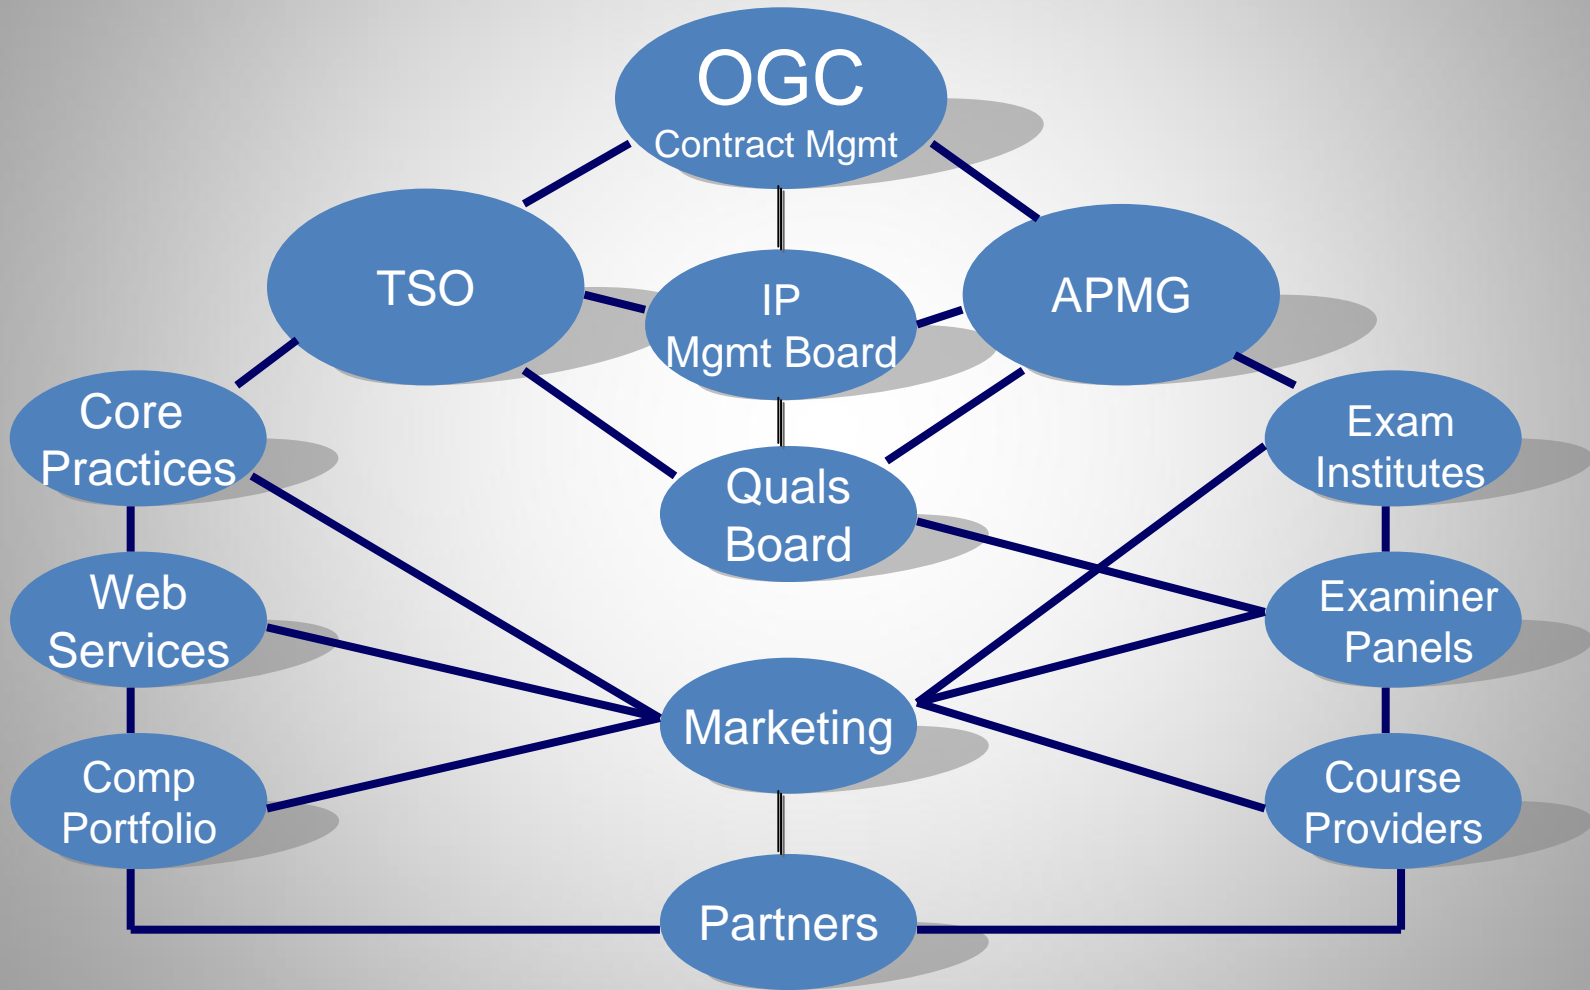 OGC
Contract Mgmt
TSO
IP
Mgmt Board
APMG
Core
Practices
Quals
Board
Exam
Institutes
Web
Services
Examiner
Panels
Marketing
Comp
Portfolio
Course
Providers
Partners